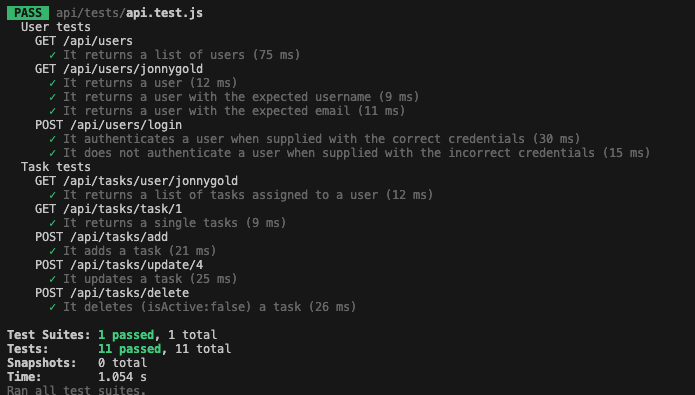 PASS api/tests/api.test.js
User tests
GET /api/users
✓ It returns a list of users (75 ms)
GET /api/users/jonnygold
✓ It returns a user (12 ms)
✓ It returns a user with the expected username (9 ms)
✓ It returns a user with the expected email (11 ms)
POST /api/users/login
✓ It authenticates a user when supplied with the correct credentials (30 ms)
✓ It does not authenticate a user when supplied with the incorrect credentials (15 ms)
Task tests
GET /api/tasks/user/jonnygold
✓ It returns a list of tasks assigned to a user (12 ms)
GET /api/tasks/task/1
✓ It returns a single tasks (9 ms)
POST /api/tasks/add
✓ It adds a task (21 ms)
POST /api/tasks/update/4
✓ It updates a task (25 ms)
POST /api/tasks/delete
✓ It deletes (isActive:false) a task (26 ms)
Test Suites: 1 passed, 1 total
Tests: 11 passed, 11 total
Snapshots: 0 total
Time: 1.054 s
Ran all test suites.